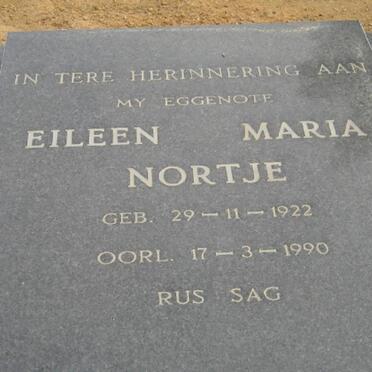 IN TERE HERINNERING AAN
MY EGGENOTE
EILEEN MARIA
NORTJE
GEB. 29-11-1922
OORL. 17-3-1990
RUS SAG